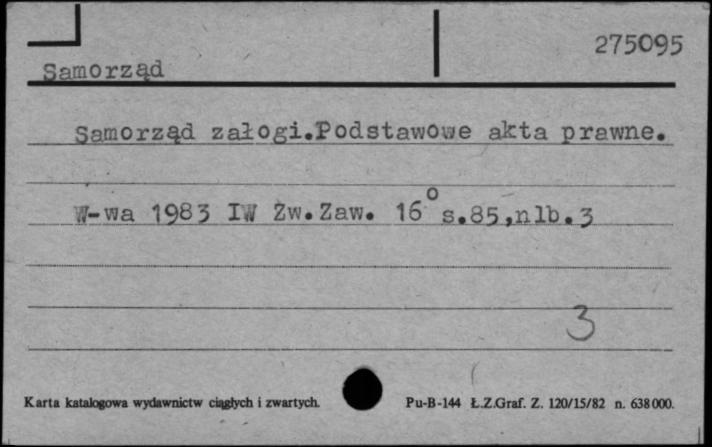 275095
Samorząd
Samorząd załogi.Podstawowe akta prawne.
W-wa 1983 IW Zw.Zaw. 16° s.85,nlb.3
3
Karta katalogowa wydawnictw ciągłych i zwartych. Pu-B-144 Ł.Z.Graf. Z. 120/15/82 n. 638000.